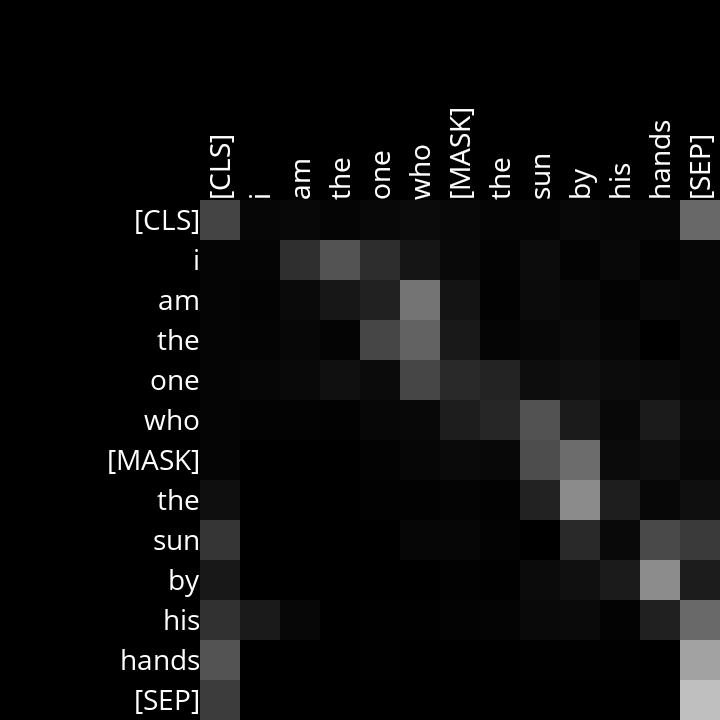 [CLS] i am the one who [MASK] the sun by his hands [SEP]
[CLS]
i
am
the
one
who
[MASK]
the
sun
by
his
hands
[SEP]